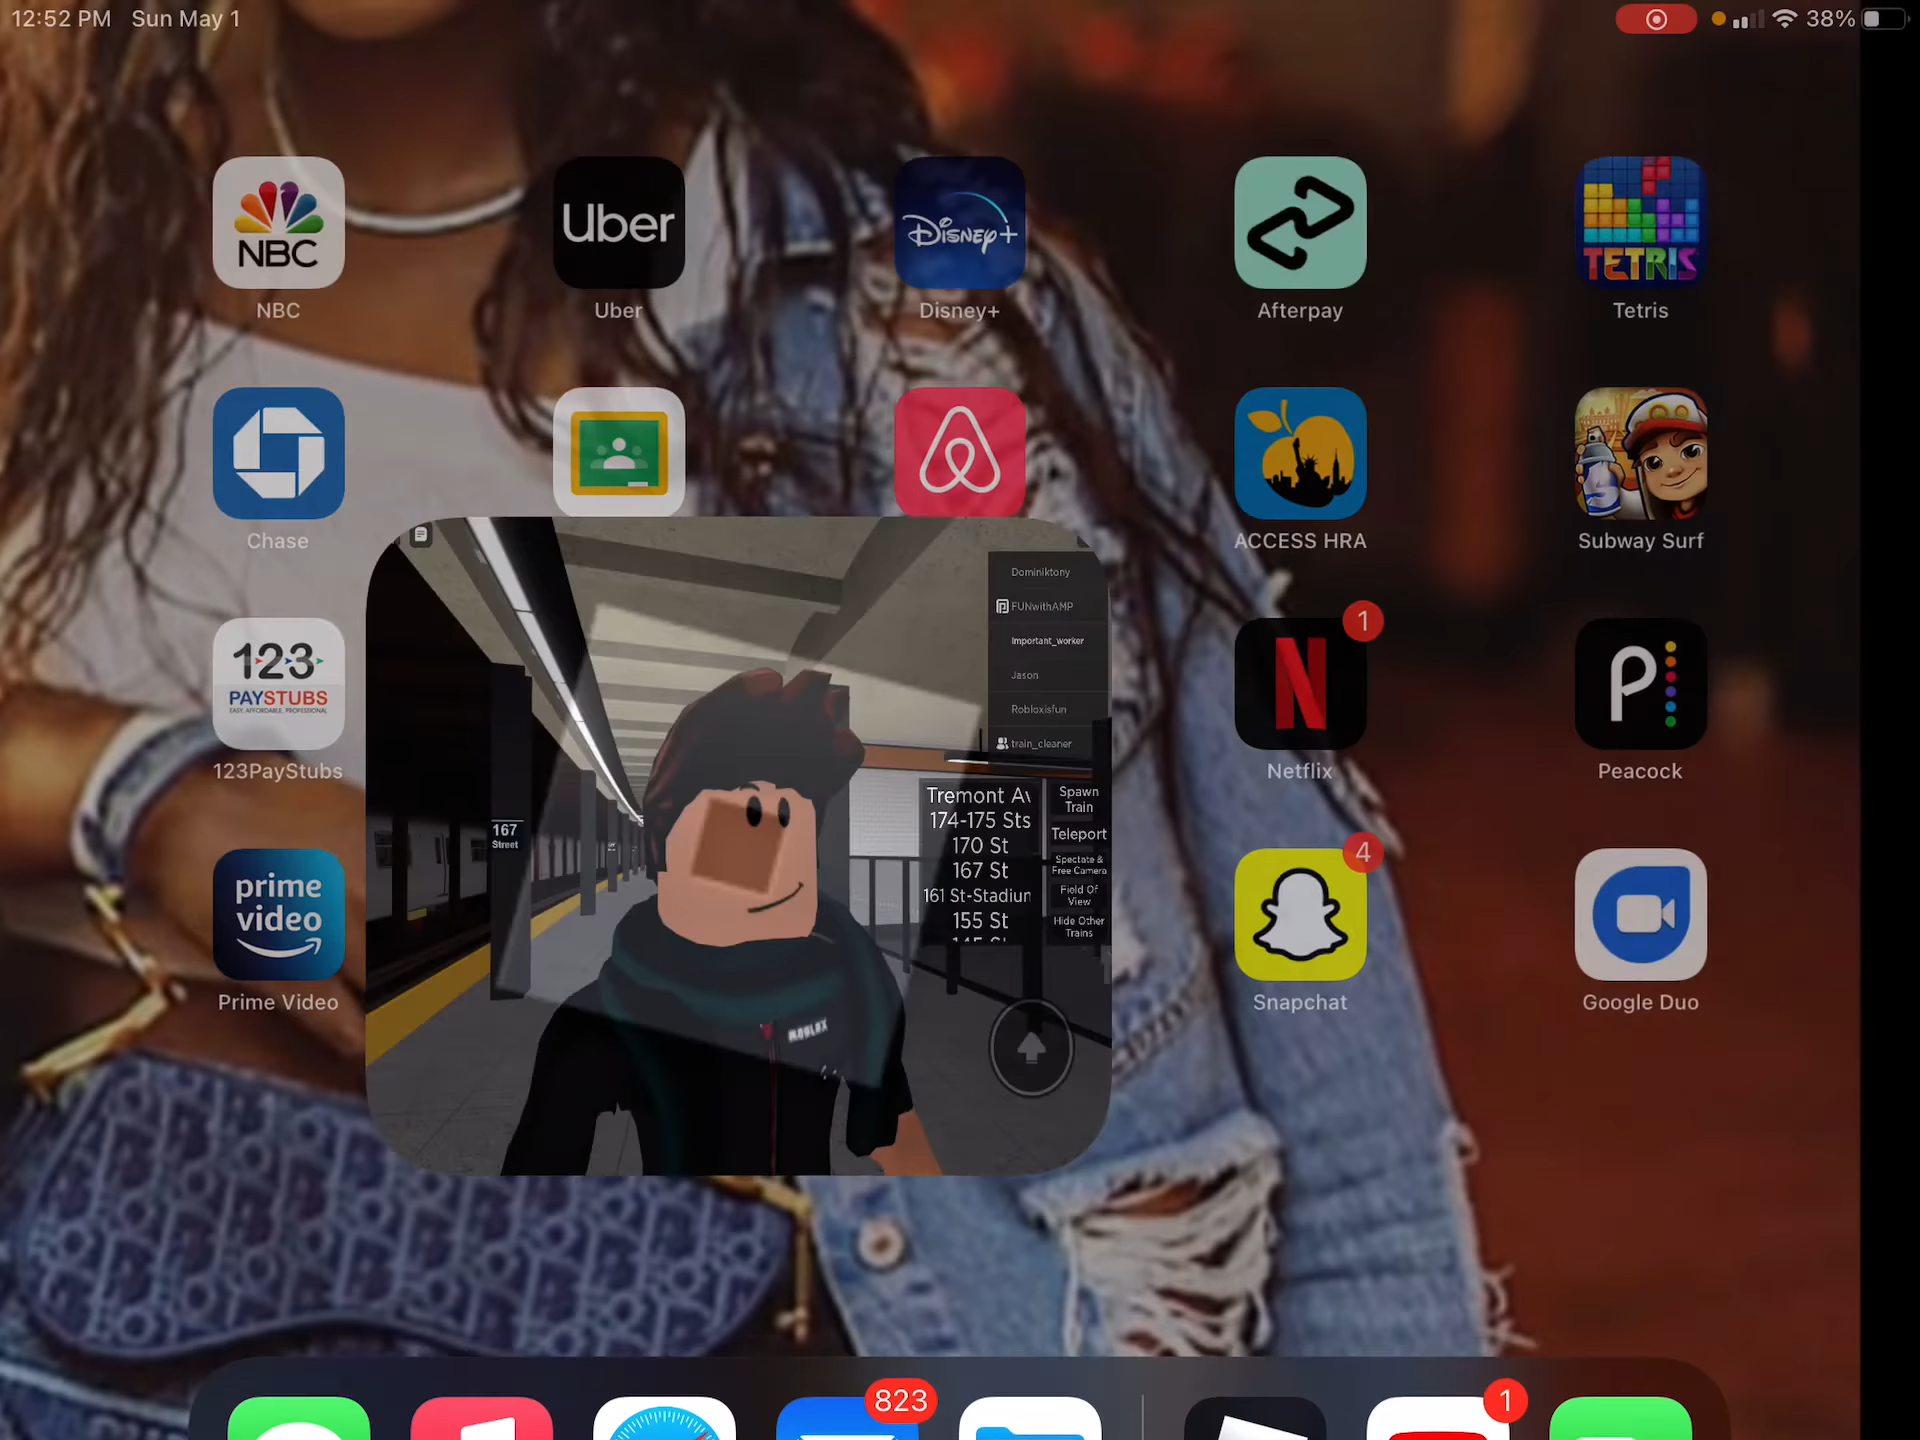 12:52 PM Sun May 1
38%
NBC
Uber
Disney+
TETRIS
NBC
Uber
Disney+
Afterpay
Tetris
Chase
ACCESS HRA
Subway Surf
Dominiktony
FUNwithAMP
Important_worker
Jason
Robloxisfun
train_cleaner
1
123
PAYSTUBS
EASY, AFFORDABLE, PROFESSIONAL
123PayStubs
Netflix
Peacock
167
Street
Tremont Av
174-175 Sts
170 St
167 St
161 St-Stadium
155 St
145 St
Spawn
Train
Teleport
Spectate &
Free Camera
Field Of
View
Hide Other
Trains
4
prime
video
Prime Video
Snapchat
Google Duo
ROBLOX
823
1